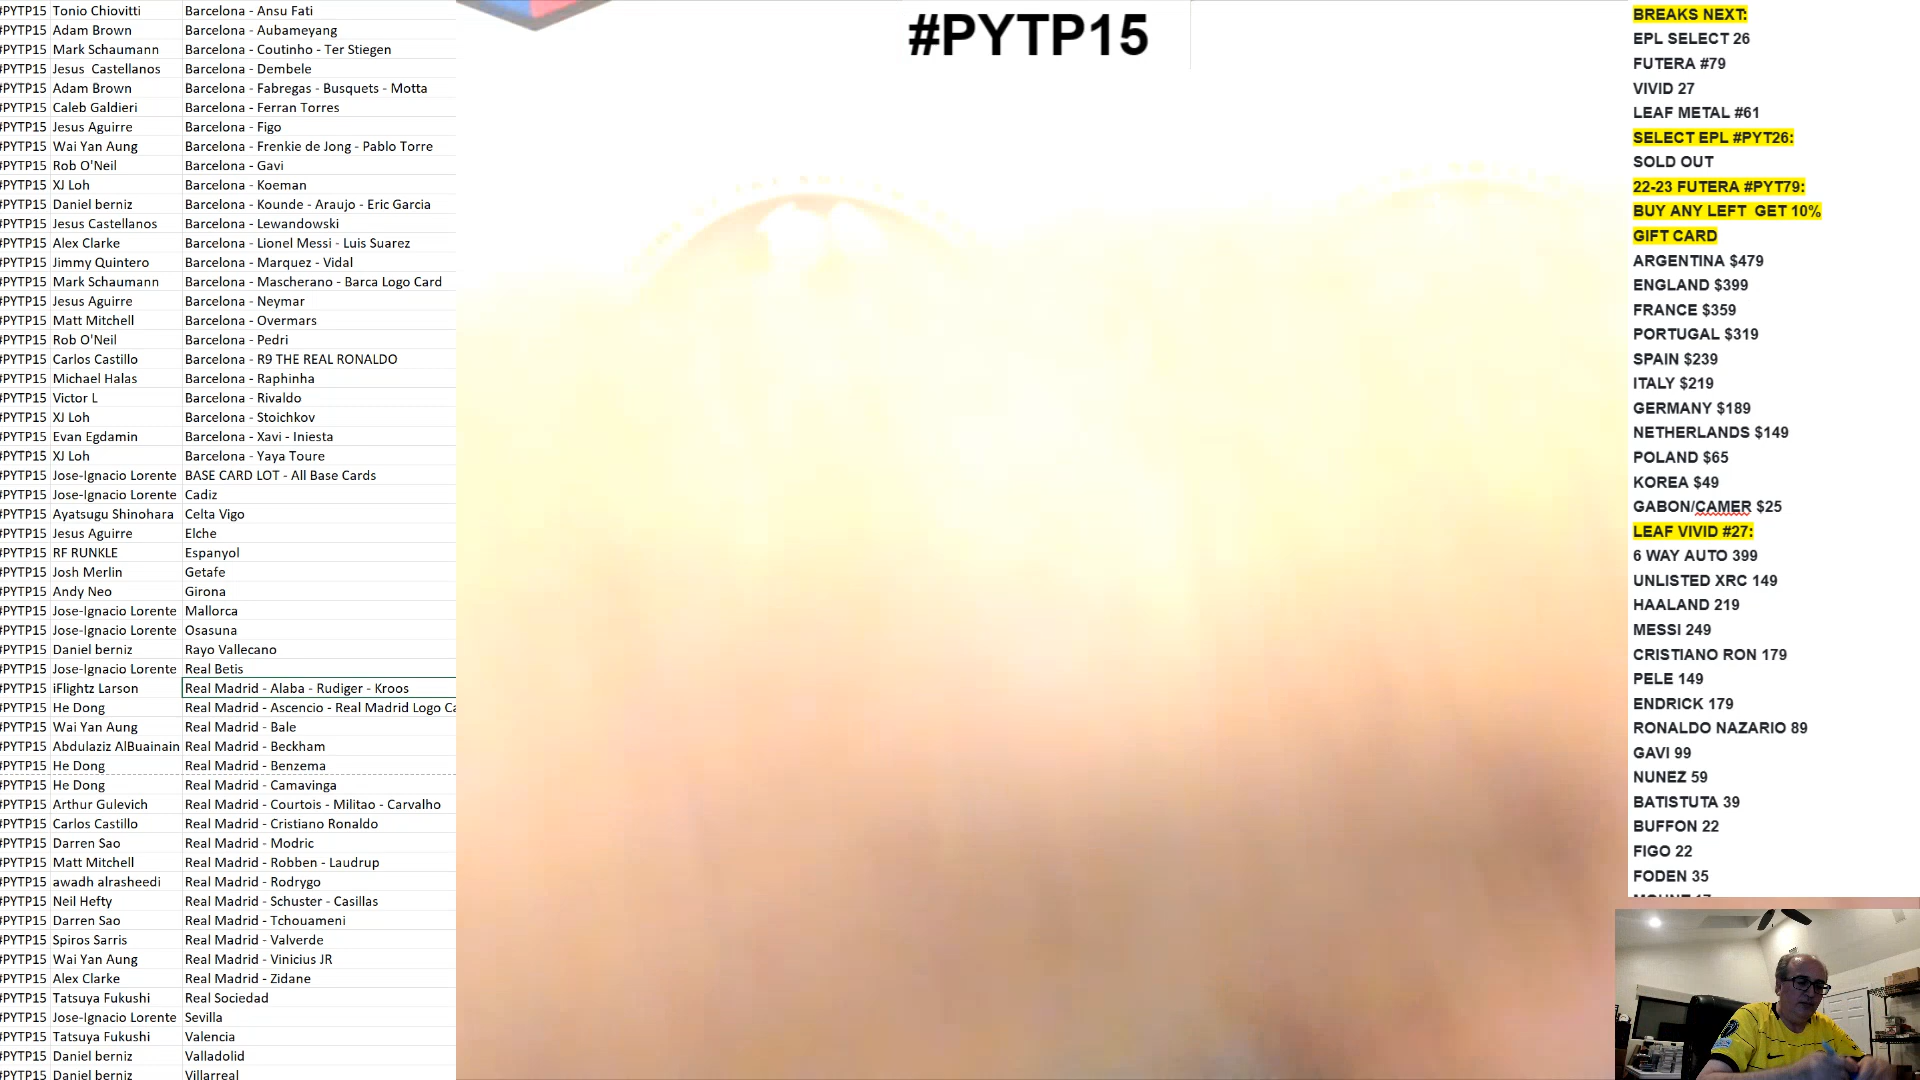 #PYTP15 Tonio Chiovitti Barcelona - Ansu Fati
#PYTP15 Adam Brown Barcelona - Aubameyang
#PYTP15 Mark Schaumann Barcelona - Coutinho - Ter Stiegen
#PYTP15 Jesus Castellanos Barcelona - Dembele
#PYTP15 Adam Brown Barcelona - Fabregas - Busquets - Motta
#PYTP15 Caleb Galdieri Barcelona - Ferran Torres
#PYTP15 Jesus Aguirre Barcelona - Figo
#PYTP15 Wai Yan Aung Barcelona - Frenkie de Jong - Pablo Torre
#PYTP15 Rob O'Neil Barcelona - Gavi
#PYTP15 XJ Loh Barcelona - Koeman
#PYTP15 Daniel berniz Barcelona - Kounde - Araujo - Eric Garcia
#PYTP15 Jesus Castellanos Barcelona - Lewandowski
#PYTP15 Alex Clarke Barcelona - Lionel Messi - Luis Suarez
#PYTP15 Jimmy Quintero Barcelona - Marquez - Vidal
#PYTP15 Mark Schaumann Barcelona - Mascherano - Barca Logo Card
#PYTP15 Jesus Aguirre Barcelona - Neymar
#PYTP15 Matt Mitchell Barcelona - Overmars
#PYTP15 Rob O'Neil Barcelona - Pedri
#PYTP15 Carlos Castillo Barcelona - R9 THE REAL RONALDO
#PYTP15 Michael Halas Barcelona - Raphinha
#PYTP15 Victor L Barcelona - Rivaldo
#PYTP15 XJ Loh Barcelona - Stoichkov
#PYTP15 Evan Egdamin Barcelona - Xavi - Iniesta
#PYTP15 XJ Loh Barcelona - Yaya Toure
#PYTP15 Jose-Ignacio Lorente BASE CARD LOT - All Base Cards
#PYTP15 Jose-Ignacio Lorente Cadiz
#PYTP15 Ayatsugu Shinohara Celta Vigo
#PYTP15 Jesus Aguirre Elche
#PYTP15 RF RUNKLE Espanyol
#PYTP15 Josh Merlin Getafe
#PYTP15 Andy Neo Girona
#PYTP15 Jose-Ignacio Lorente Mallorca
#PYTP15 Jose-Ignacio Lorente Osasuna
#PYTP15 Daniel berniz Rayo Vallecano
#PYTP15 Jose-Ignacio Lorente Real Betis
#PYTP15 iFlightz Larson Real Madrid - Alaba - Rudiger - Kroos
#PYTP15 He Dong Real Madrid - Ascencio - Real Madrid Logo Ca
#PYTP15 Wai Yan Aung Real Madrid - Bale
#PYTP15 Abdulaziz AlBuainain Real Madrid - Beckham
#PYTP15 He Dong Real Madrid - Benzema
#PYTP15 He Dong Real Madrid - Camavinga
#PYTP15 Arthur Gulevich Real Madrid - Courtois - Militao - Carvalho
#PYTP15 Carlos Castillo Real Madrid - Cristiano Ronaldo
#PYTP15 Darren Sao Real Madrid - Modric
#PYTP15 Matt Mitchell Real Madrid - Robben - Laudrup
#PYTP15 awadh alrasheedi Real Madrid - Rodrygo
#PYTP15 Neil Hefty Real Madrid - Schuster - Casillas
#PYTP15 Darren Sao Real Madrid - Tchouameni
#PYTP15 Spiros Sarris Real Madrid - Valverde
#PYTP15 Wai Yan Aung Real Madrid - Vinicius JR
#PYTP15 Alex Clarke Real Madrid - Zidane
#PYTP15 Tatsuya Fukushi Real Sociedad
#PYTP15 Jose-Ignacio Lorente Sevilla
#PYTP15 Tatsuya Fukushi Valencia
#PYTP15 Daniel berniz Valladolid
#PYTP15 Daniel berniz Villarreal
#PYTP15
BREAKS NEXT:
EPL SELECT 26
FUTERA #79
VIVID 27
LEAF METAL #61
SELECT EPL #PYT26:
SOLD OUT
22-23 FUTERA #PYT79:
BUY ANY LEFT GET 10%
GIFT CARD
ARGENTINA $479
ENGLAND $399
FRANCE $359
PORTUGAL $319
SPAIN $239
ITALY $219
GERMANY $189
NETHERLANDS $149
POLAND $65
KOREA $49
GABON/CAMER $25
LEAF VIVID #27:
6 WAY AUTO 399
UNLISTED XRC 149
HAALAND 219
MESSI 249
CRISTIANO RON 179
PELE 149
ENDRICK 179
RONALDO NAZARIO 89
GAVI 99
NUNEZ 59
BATISTUTA 39
BUFFON 22
FIGO 22
FODEN 35